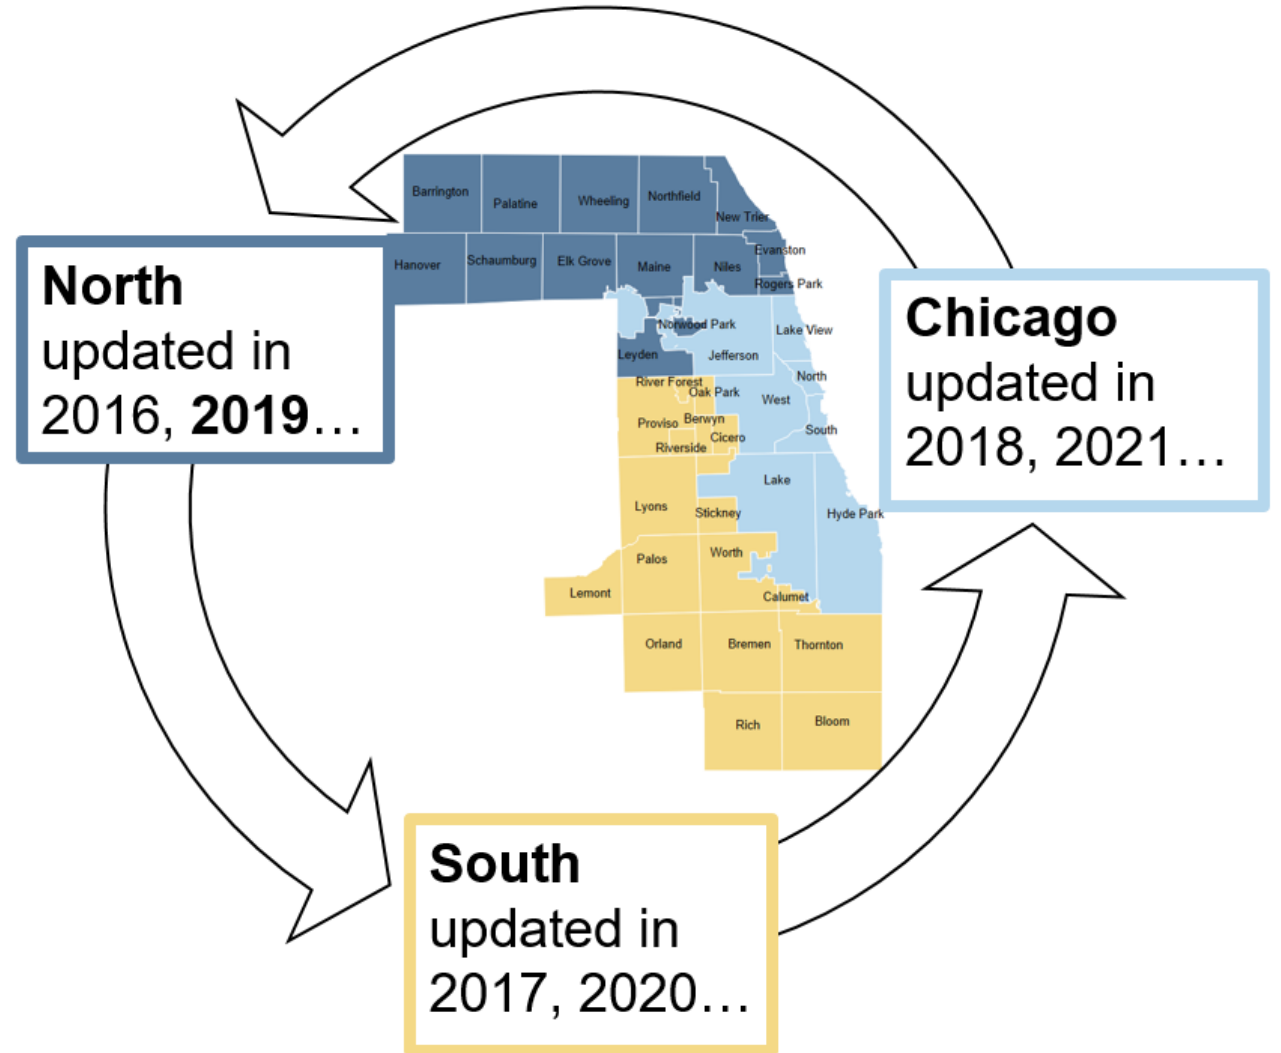 Barrington
Palatine
Wheeling
Northfield
New Trier
Hanover
Schaumburg
Elk Grove
Maine
Niles
Evanston
Rogers Park
North
updated in
2016, 2019…
Chicago
updated in
2018, 2021…
Norwood Park
Lake View
Leyden
Jefferson
River Forest
Oak Park
North
West
Proviso
Berwyn
Cicero
South
Riverside
Lake
Lyons
Stickney
Hyde Park
Palos
Worth
Lemont
Calumet
Orland
Bremen
Thornton
Rich
Bloom
South
updated in
2017, 2020…